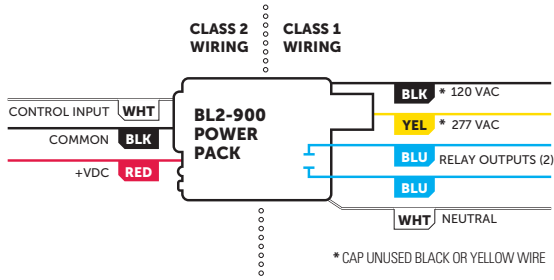 CLASS 2
WIRING
CLASS 1
WIRING
CONTROL INPUT WHT
COMMON BLK
+VDC RED
BL2-900
POWER
PACK
BLK * 120 VAC
YEL * 277 VAC
BLU RELAY OUTPUTS (2)
BLU
WHT NEUTRAL
* CAP UNUSED BLACK OR YELLOW WIRE